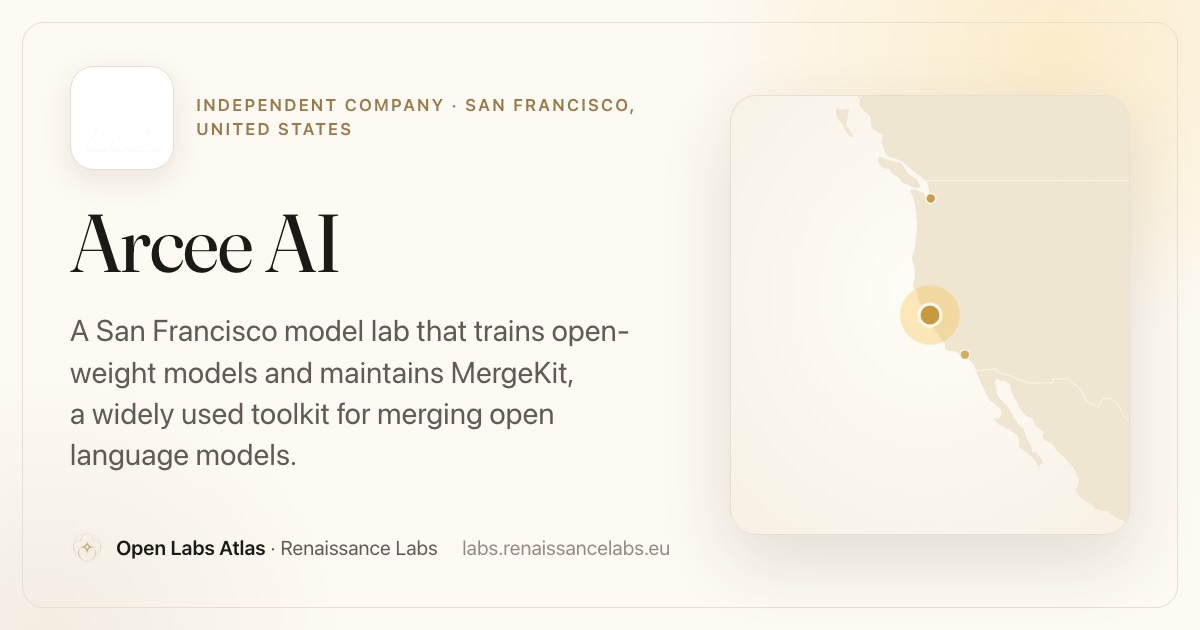 INDEPENDENT COMPANY · SAN FRANCISCO,
UNITED STATES
Arcee AI
A San Francisco model lab that trains open-
weight models and maintains MergeKit,
a widely used toolkit for merging open
language models.
Open Labs Atlas · Renaissance Labs labs.renaissancelabs.eu